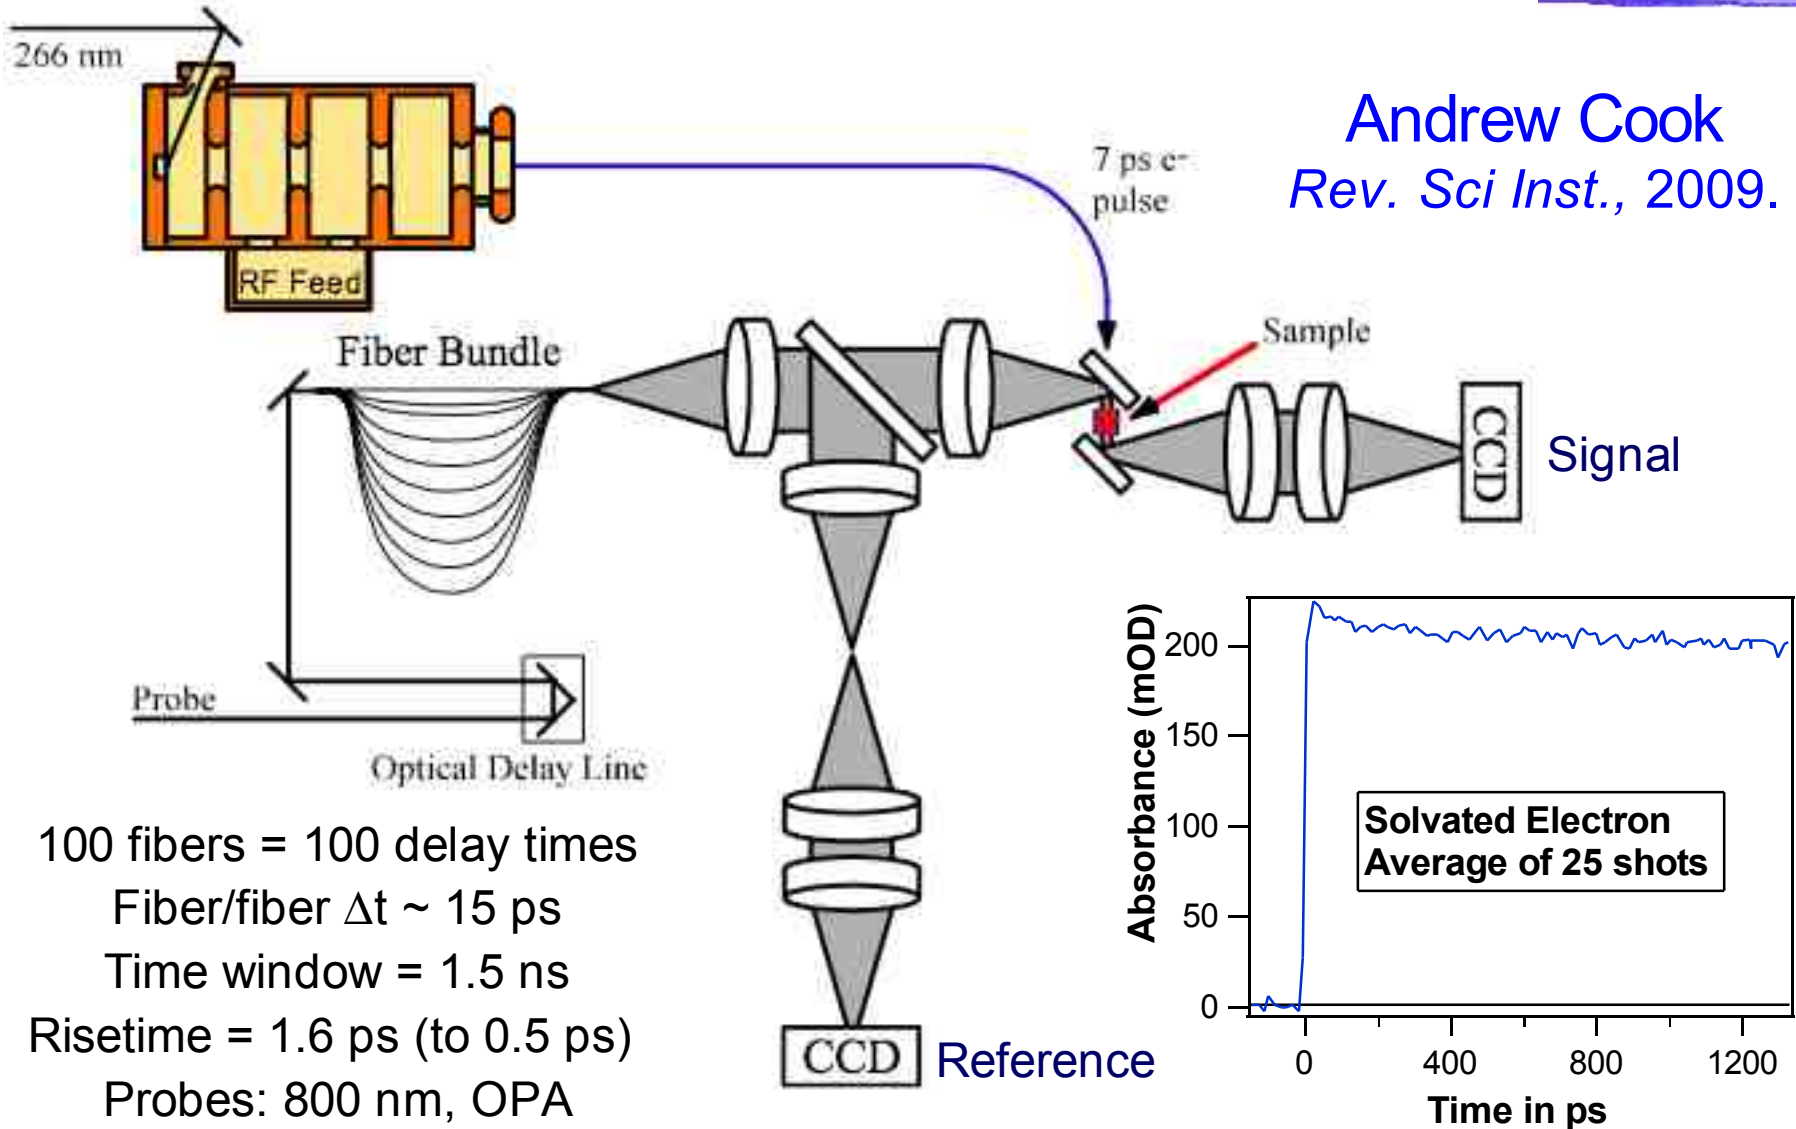 266 nm
RF Feed
7 ps e-
pulse
Andrew Cook
Rev. Sci Inst., 2009.
Fiber Bundle
Sample
CCD
Signal
Probe
Optical Delay Line
100 fibers = 100 delay times
Fiber/fiber Δt ~ 15 ps
Time window = 1.5 ns
Risetime = 1.6 ps (to 0.5 ps)
Probes: 800 nm, OPA
CCD
Reference
Absorbance (mOD)
200
150
100
50
0
Solvated Electron
Average of 25 shots
0 400 800 1200
Time in ps